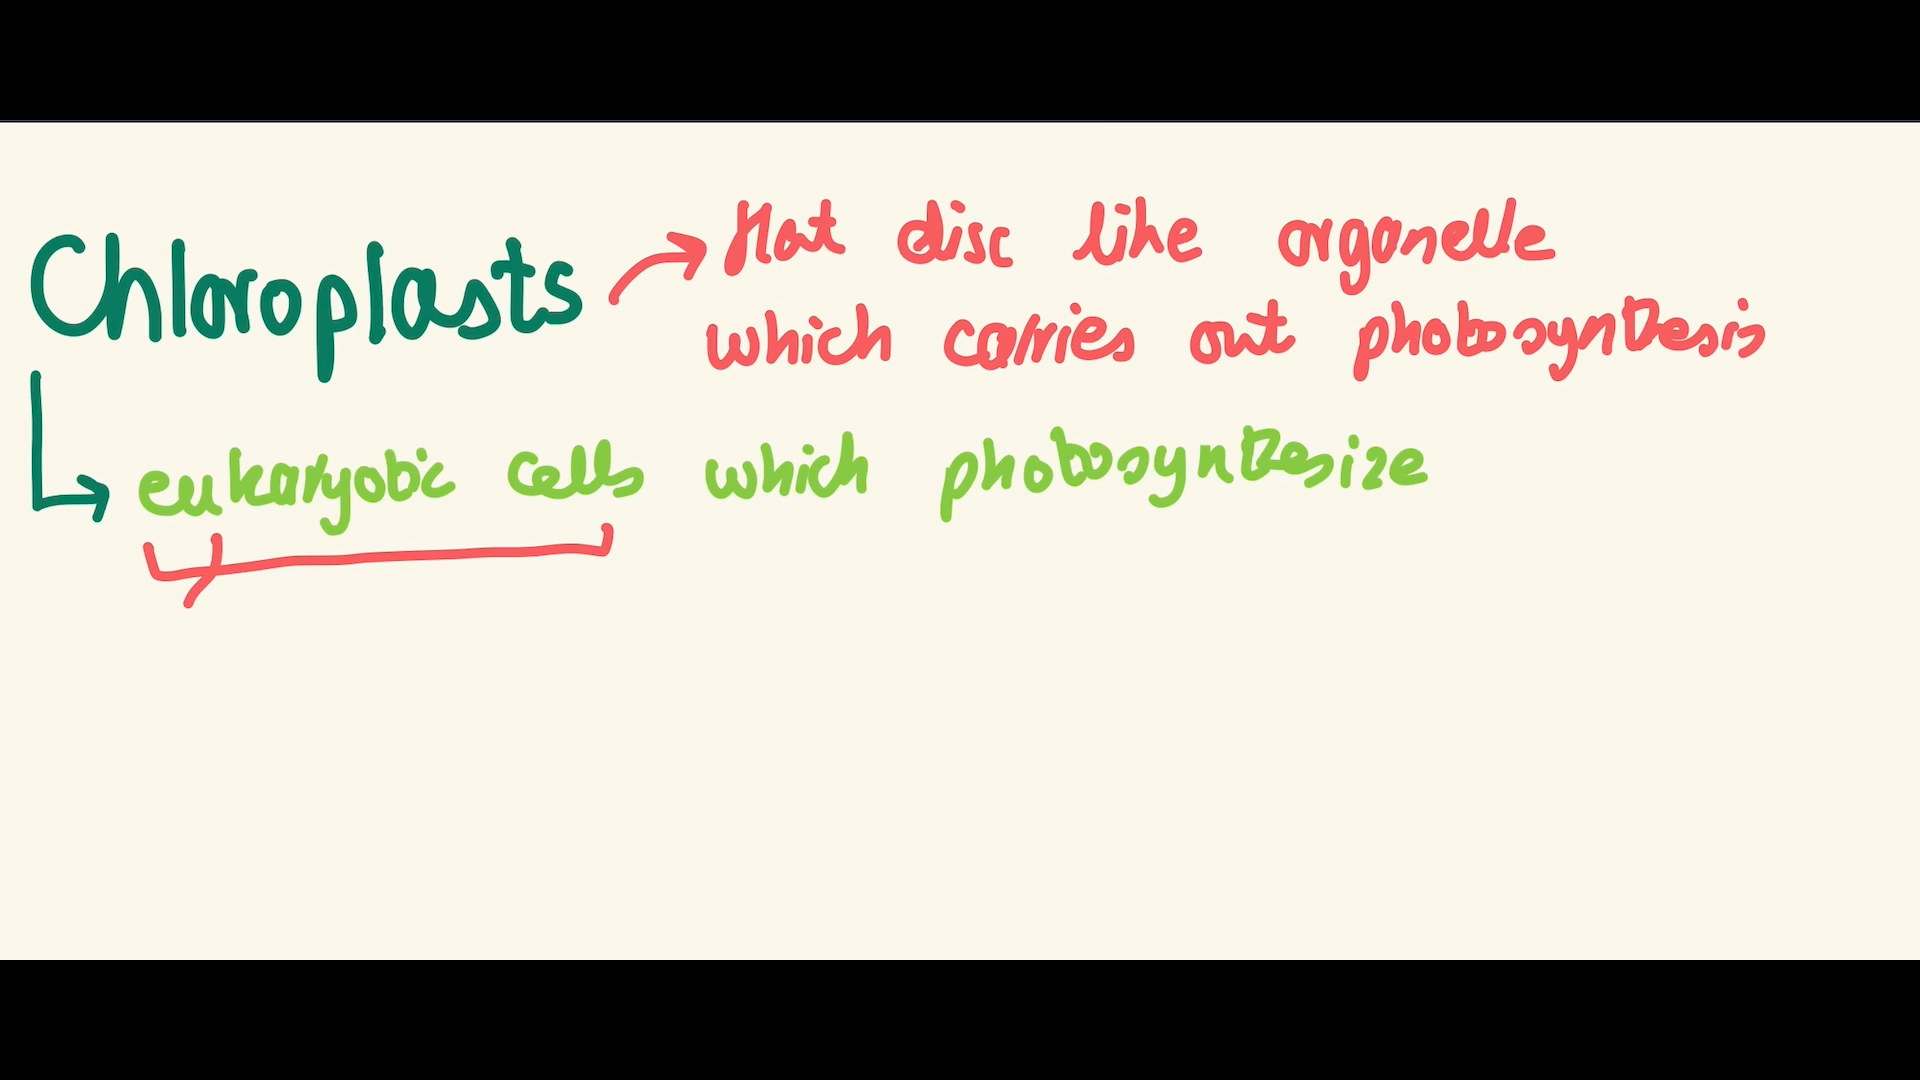 Chloroplasts
flat disc like organelle
which carries out photosynthesis
eukaryotic cells which photosynthesize